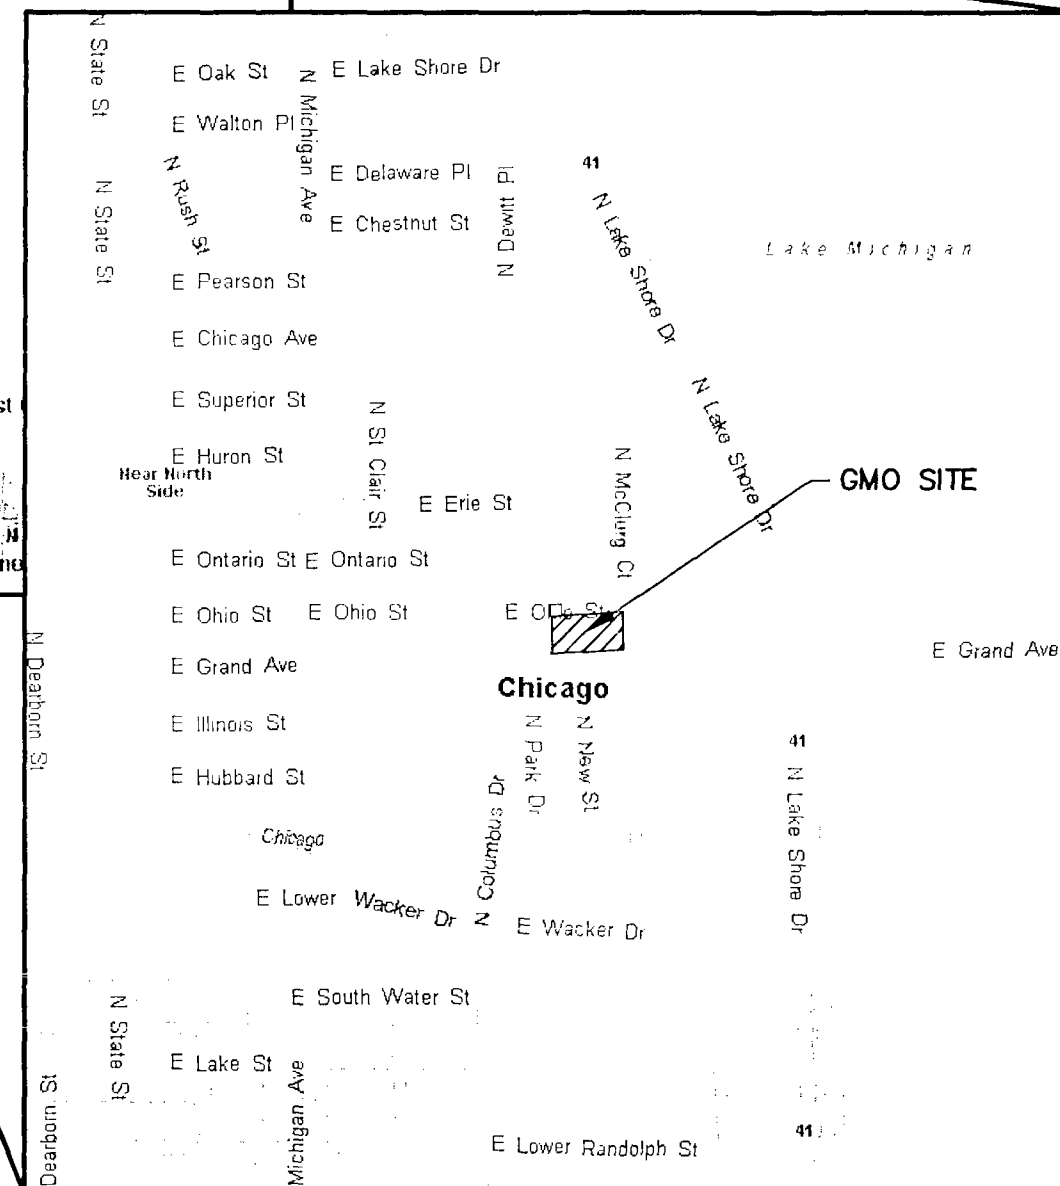 N State St
E Oak St
N Michigan Ave
E Lake Shore Dr
E Walton Pl
N Rush St
E Delaware Pl
N Dewitt Pl
41
N State St
E Chestnut St
N Lake Shore Dr
Lake Michigan
E Pearson St
E Chicago Ave
N Lake Shore Dr
E Superior St
N St Clair St
E Huron St
N McClurg Ct
Near North
Side
GMO SITE
E Erie St
E Ontario St
E Ontario St
E Ohio St
E Ohio St
E Ohio St
N Dearborn St
E Grand Ave
E Grand Ave
Chicago
E Illinois St
N Park Dr
N New St
41
E Hubbard St
N Columbus Dr
N Lake Shore Dr
Chicago
E Lower Wacker Dr
E Wacker Dr
E South Water St
N State St
E Lake St
Michigan Ave
Dearborn St
41
E Lower Randolph St